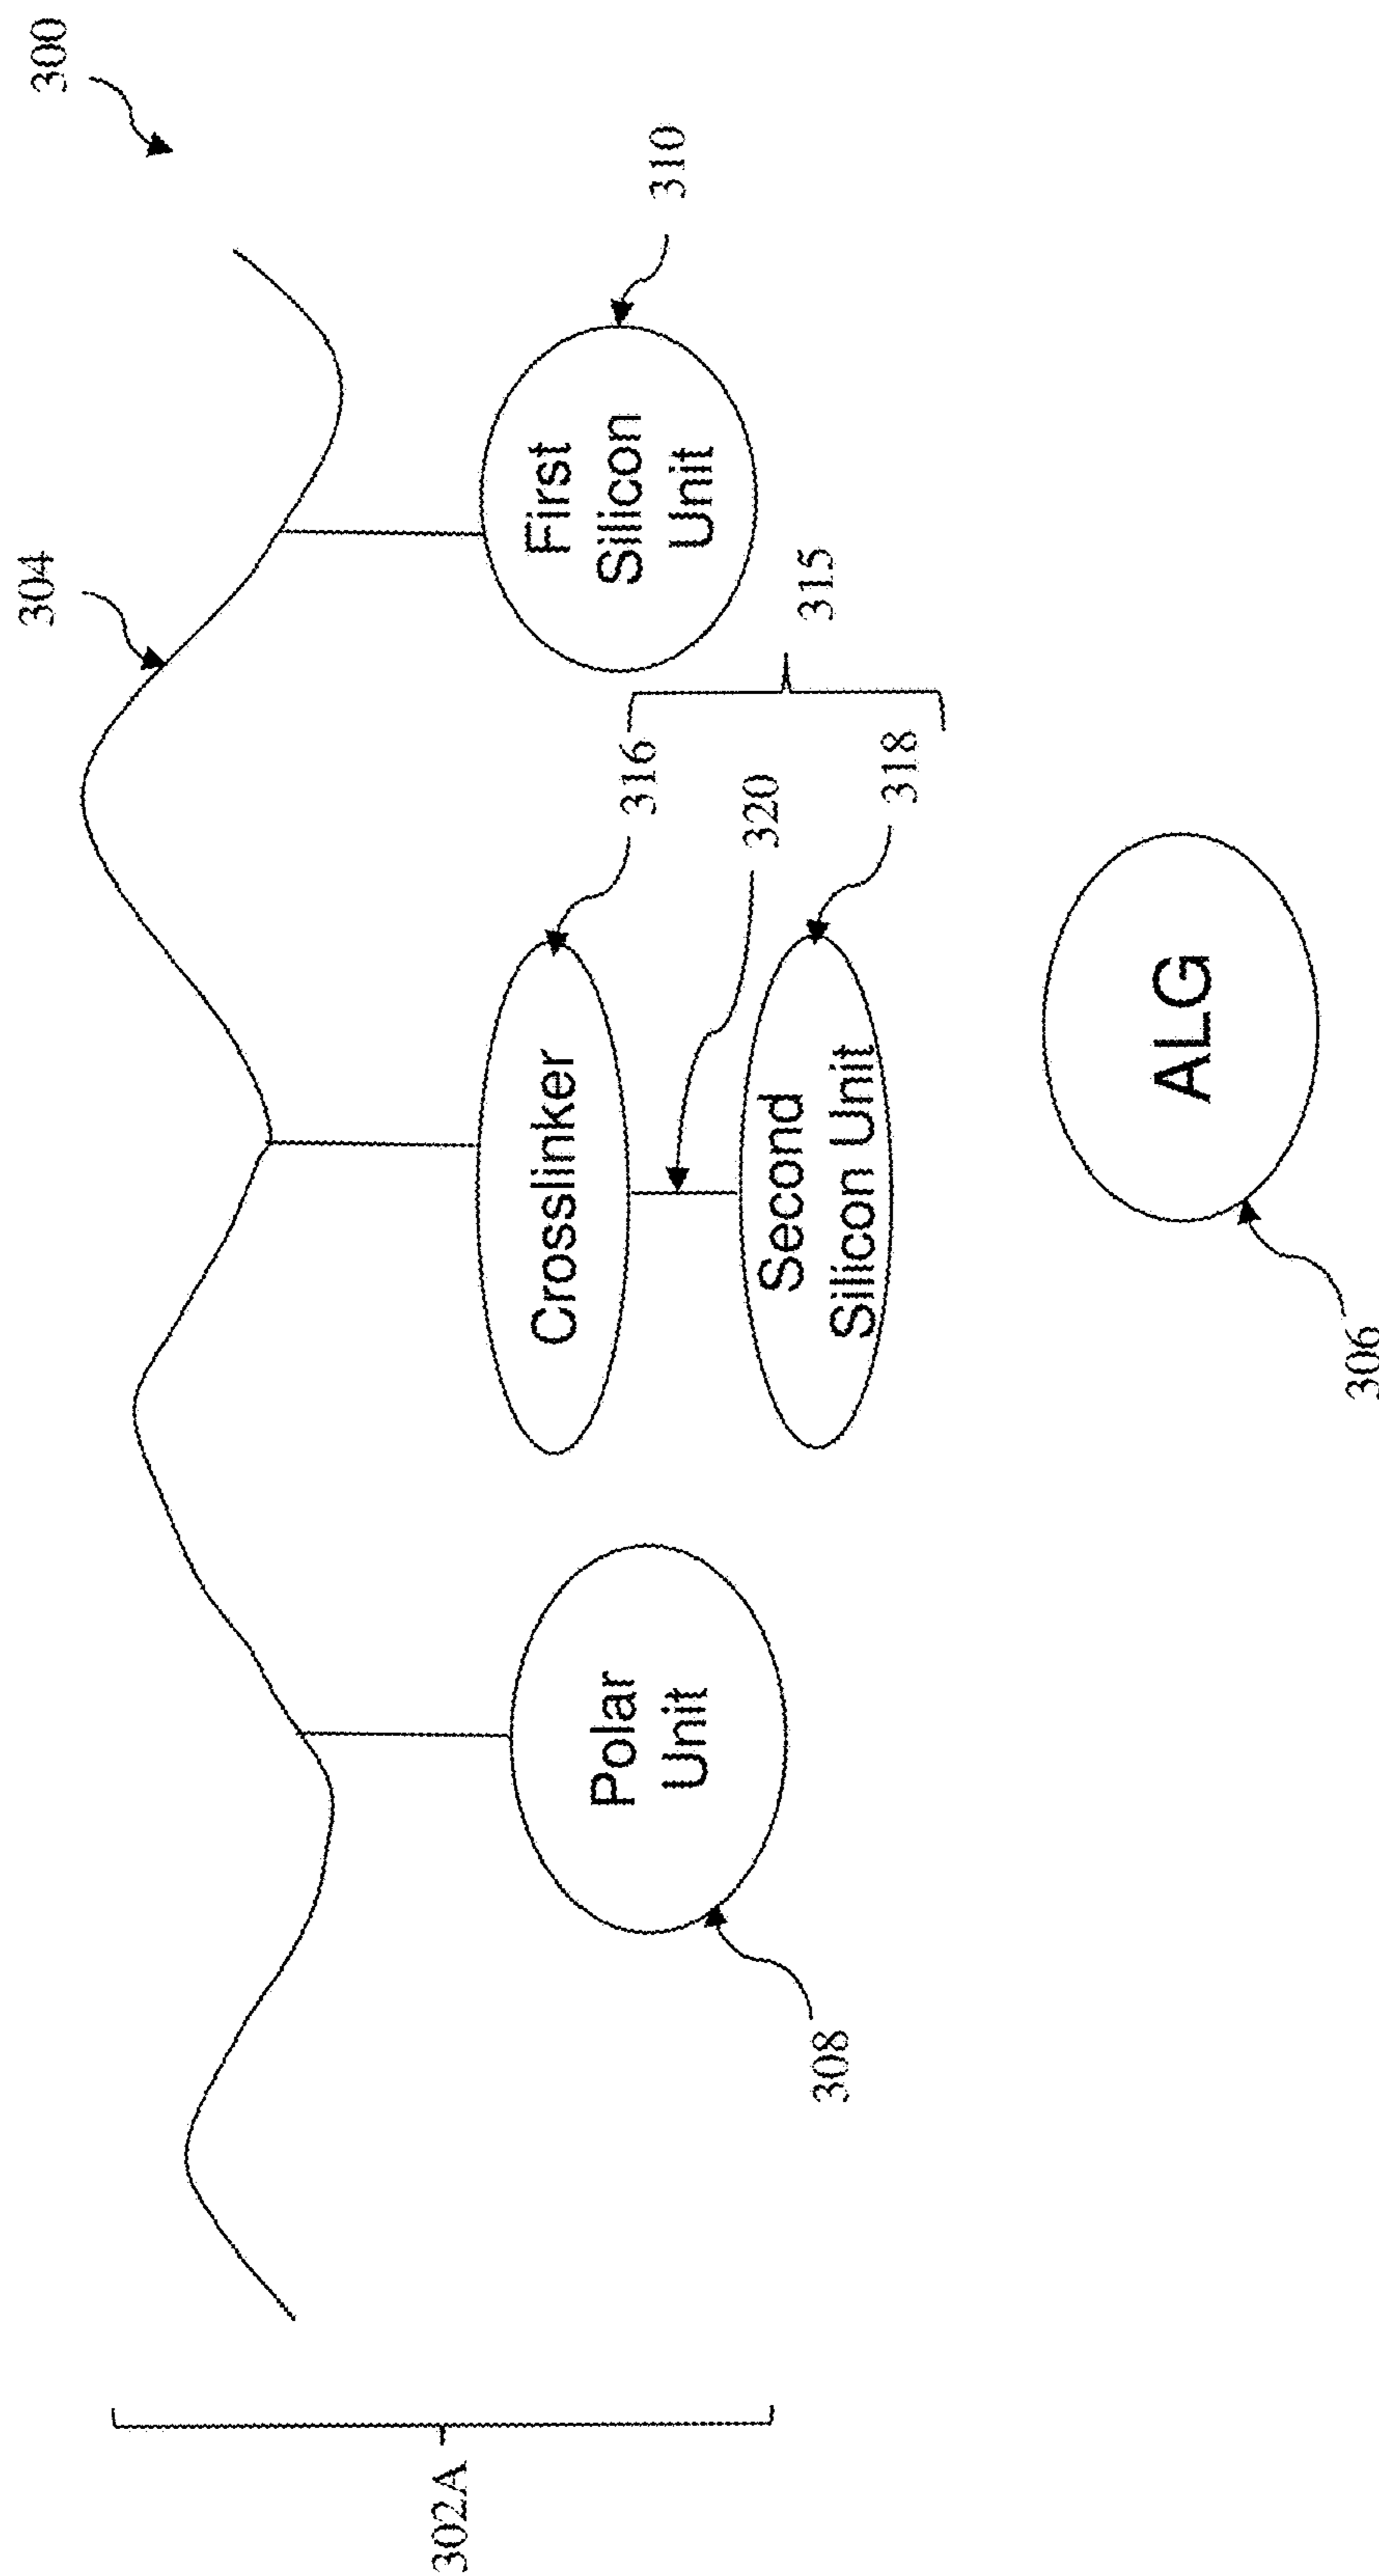 300
304
310
First
Silicon
Unit
315
316
320
318
Crosslinker
Second
Silicon Unit
ALG
306
Polar
Unit
308
302A